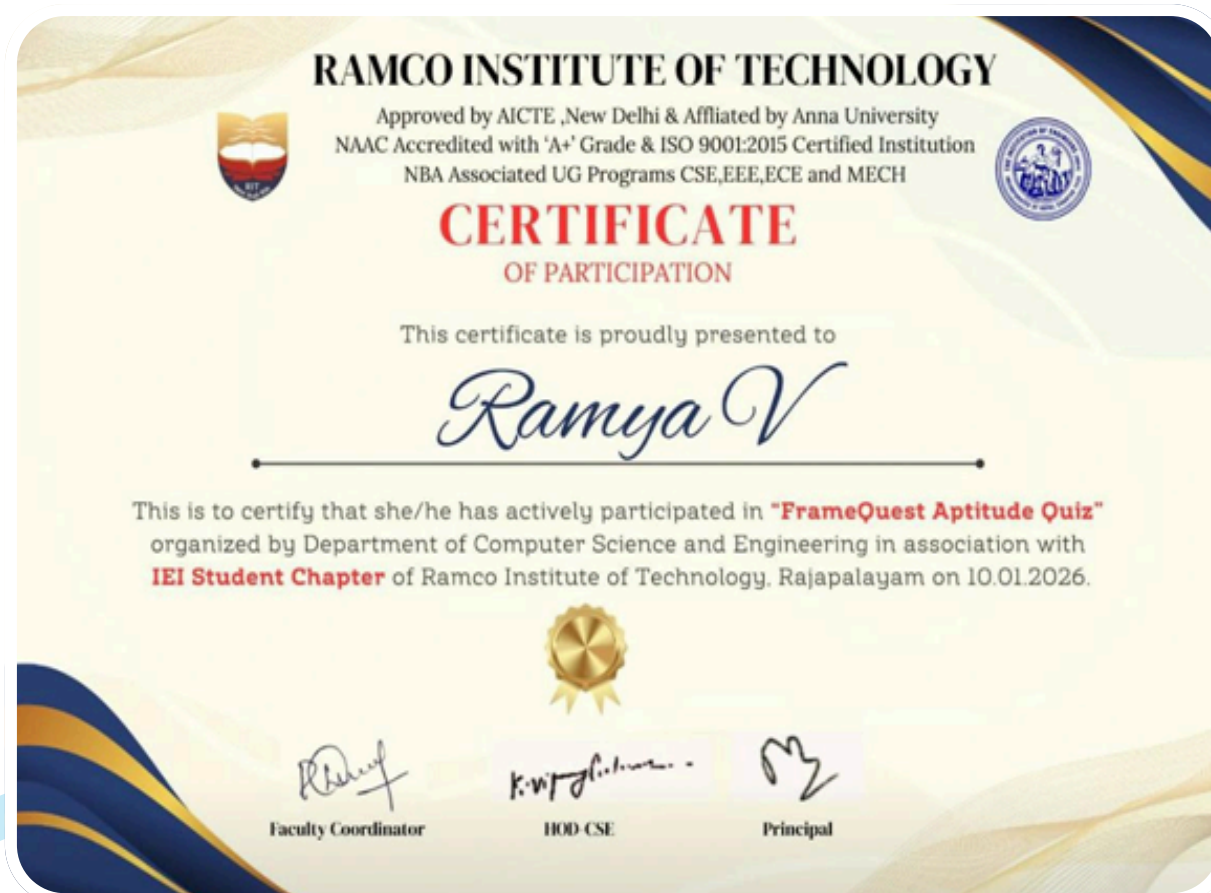 RAMCO INSTITUTE OF TECHNOLOGY
Approved by AICTE ,New Delhi & Affliated by Anna University
NAAC Accredited with 'A+' Grade & ISO 9001:2015 Certified Institution
NBA Associated UG Programs CSE,EEE,ECE and MECH
RIT
CERTIFICATE
OF PARTICIPATION
This certificate is proudly presented to
Ramya V
This is to certify that she/he has actively participated in "FrameQuest Aptitude Quiz"
organized by Department of Computer Science and Engineering in association with
IEI Student Chapter of Ramco Institute of Technology, Rajapalayam on 10.01.2026.
Faculty Coordinator
HOD-CSE
Principal